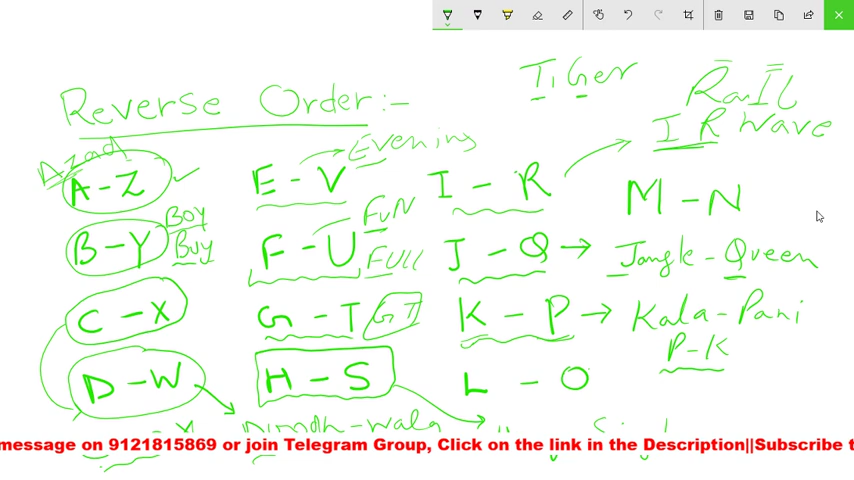 TiGer
Reverse Order:-
RaIL
IR wave
Azad
A-Z
E-V
Evening
I-R
M-N
B-Y
BOY
Buy
F-U
FuN
FULL
J-Q → Jangle-Queen
C-X
G-T
GT
K-P → Kala-Pani
P-K
D-W
H-S
L-O
message on 9121815869 or join Telegram Group, Click on the link in the Description||Subscribe